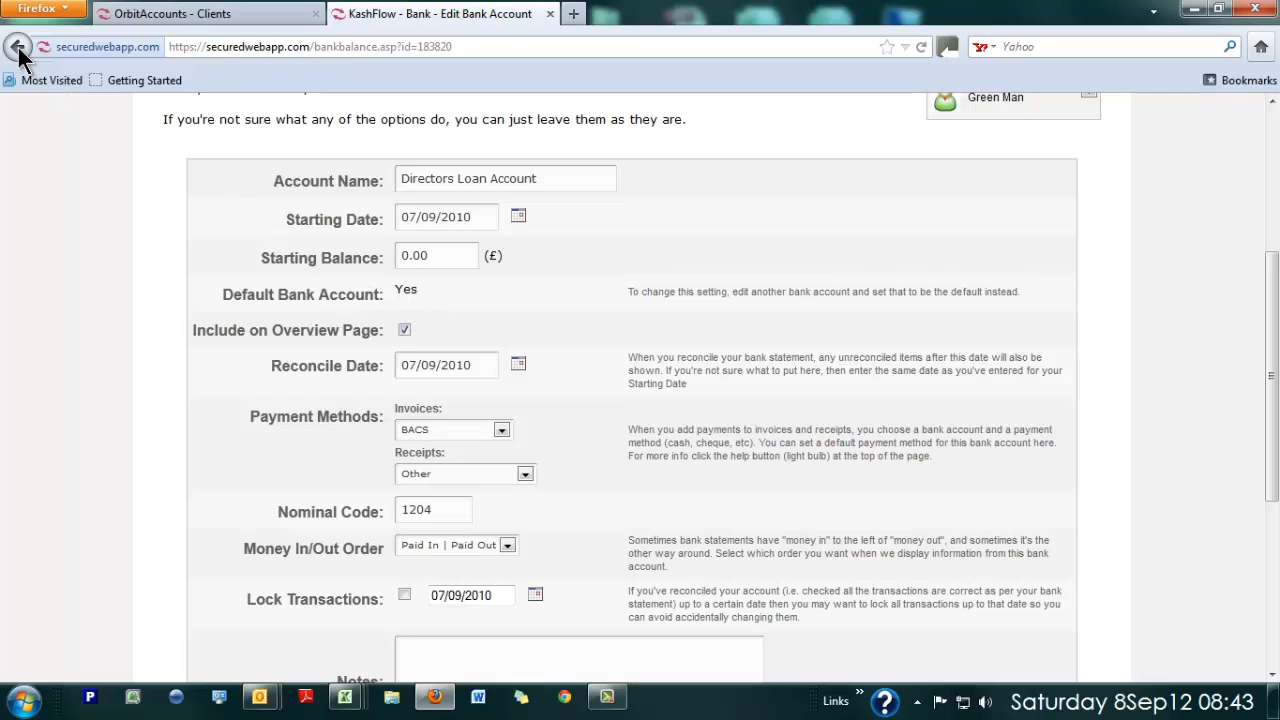 Firefox
OrbitAccounts - Clients
KashFlow - Bank - Edit Bank Account
securedwebapp.com
https://securedwebapp.com/bankbalance.asp?id=183820
Yahoo
Most Visited
Getting Started
Bookmarks
Green Man
If you're not sure what any of the options do, you can just leave them as they are.
Account Name: Directors Loan Account
Starting Date: 07/09/2010
Starting Balance: 0.00 (£)
Default Bank Account: Yes
To change this setting, edit another bank account and set that to be the default instead.
Include on Overview Page:
Reconcile Date: 07/09/2010
When you reconcile your bank statement, any unreconciled items after this date will also be
shown. If you're not sure what to put here, then enter the same date as you've entered for your
Starting Date
Payment Methods:
Invoices:
BACS
Receipts:
Other
When you add payments to invoices and receipts, you choose a bank account and a payment
method (cash, cheque, etc). You can set a default payment method for this bank account here.
For more info click the help button (light bulb) at the top of the page.
Nominal Code: 1204
Money In/Out Order Paid In | Paid Out
Sometimes bank statements have "money in" to the left of "money out", and sometimes it's the
other way around. Select which order you want when we display information from this bank
account.
Lock Transactions: 07/09/2010
If you've reconciled your account (i.e. checked all the transactions are correct as per your bank
statement) up to a certain date then you may want to lock all transactions up to that date so you
can avoid accidentally changing them.
Notes:
Links
Saturday 8Sep12 08:43